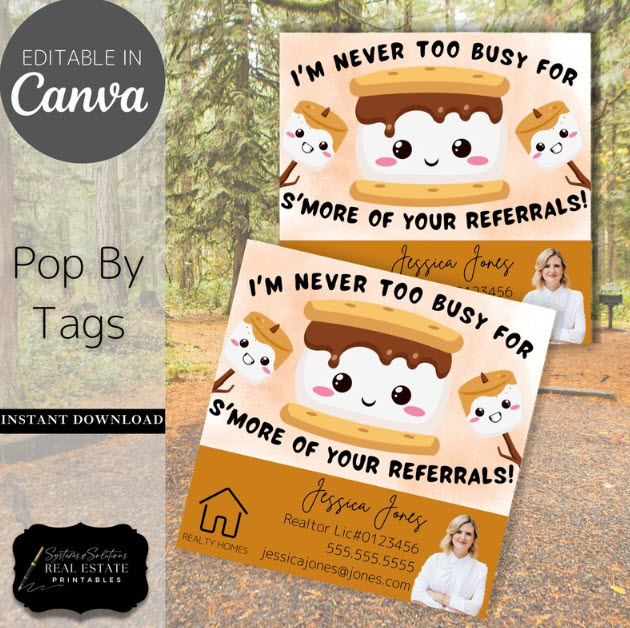 EDITABLE IN
Canva
Pop By
Tags
INSTANT DOWNLOAD
Systems & Solutions
REAL ESTATE
PRINTABLES
I'M NEVER TOO BUSY FOR
S'MORE OF YOUR REFERRALS!
Jessica Jones
0123456
I'M NEVER TOO BUSY FOR
S'MORE OF YOUR REFERRALS!
Jessica Jones
Realtor Lic#0123456
555.555.5555
jessicajones@jones.com
REALTY HOMES